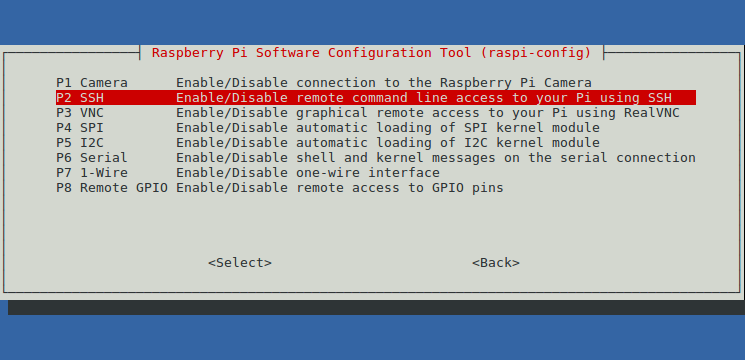 Raspberry Pi Software Configuration Tool (raspi-config)
P1 Camera Enable/Disable connection to the Raspberry Pi Camera
P2 SSH Enable/Disable remote command line access to your Pi using SSH
P3 VNC Enable/Disable graphical remote access to your Pi using RealVNC
P4 SPI Enable/Disable automatic loading of SPI kernel module
P5 I2C Enable/Disable automatic loading of I2C kernel module
P6 Serial Enable/Disable shell and kernel messages on the serial connection
P7 1-Wire Enable/Disable one-wire interface
P8 Remote GPIO Enable/Disable remote access to GPIO pins
<Select> <Back>